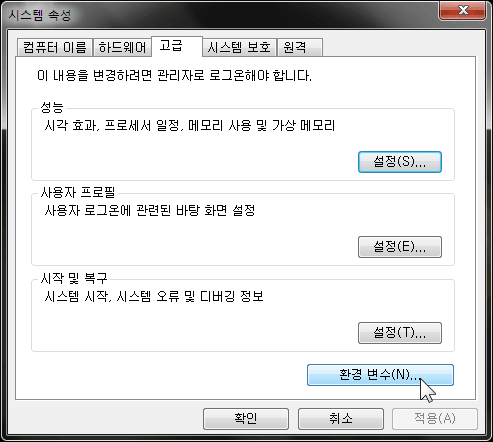 시스템 속성
컴퓨터 이름 하드웨어 고급 시스템 보호 원격
이 내용을 변경하려면 관리자로 로그온해야 합니다.
성능
시각 효과, 프로세서 일정, 메모리 사용 및 가상 메모리
설정(S)...
사용자 프로필
사용자 로그온에 관련된 바탕 화면 설정
설정(E)...
시작 및 복구
시스템 시작, 시스템 오류 및 디버깅 정보
설정(T)...
환경 변수(N)...
확인 취소 적용(A)